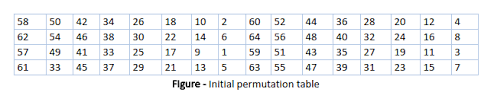 58 50 42 34 26 18 10 2 60 52 44 36 28 20 12 4
62 54 46 38 30 22 14 6 64 56 48 40 32 24 16 8
57 49 41 33 25 17 9 1 59 51 43 35 27 19 11 3
61 33 45 37 29 21 13 5 63 55 47 39 31 23 15 7
Figure - Initial permutation table